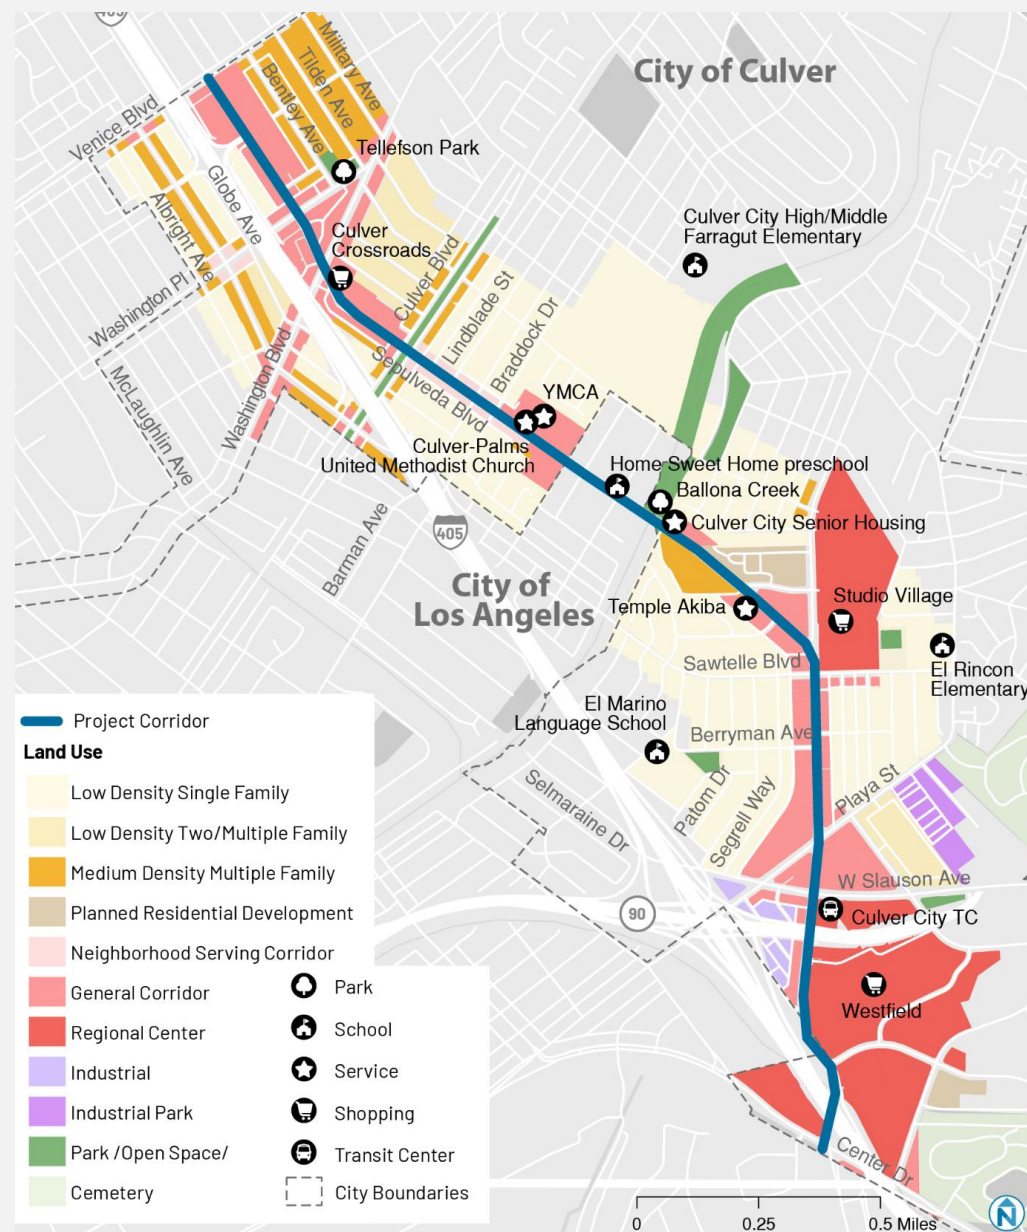 405
City of Culver
Military Ave
Tilden Ave
Bentley Ave
Venice Blvd
Tellefson Park
Globe Ave
Albright Ave
Culver
Crossroads
Culver City High/Middle
Farragut Elementary
Culver Blvd
Washington Pl
Lindblade St
Braddock Dr
Washington Blvd
McLaughlin Ave
Sepulveda Blvd
YMCA
Culver-Palms
United Methodist Church
Home Sweet Home preschool
Ballona Creek
Culver City Senior Housing
405
Barman Ave
City of
Los Angeles
Studio Village
Temple Akiba
Sawtelle Blvd
El Rincon
Elementary
El Marino
Language School
Berryman Ave
Selmaraine Dr
Patom Dr
Segrell Way
Playa St
W Slauson Ave
90
Culver City TC
Westfield
Center Dr
Project Corridor
Land Use
Low Density Single Family
Low Density Two/Multiple Family
Medium Density Multiple Family
Planned Residential Development
Neighborhood Serving Corridor
General Corridor
Regional Center
Industrial
Industrial Park
Park /Open Space/
Cemetery
Park
School
Service
Shopping
Transit Center
City Boundaries
0
0.25
0.5 Miles
N